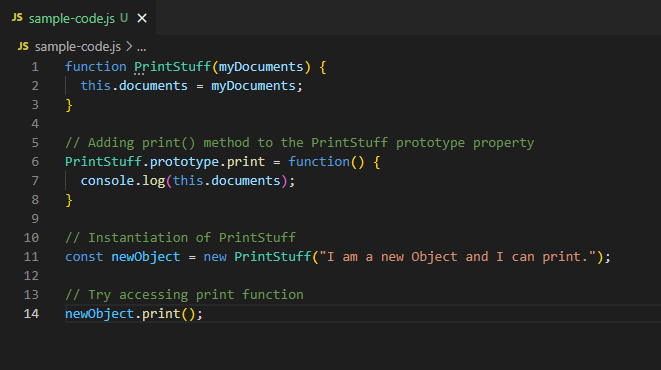 JS sample-code.js U ×
JS sample-code.js > ...
1 function PrintStuff(myDocuments) {
2   this.documents = myDocuments;
3 }
4
5 // Adding print() method to the PrintStuff prototype property
6 PrintStuff.prototype.print = function() {
7   console.log(this.documents);
8 }
9
10 // Instantiation of PrintStuff
11 const newObject = new PrintStuff("I am a new Object and I can print.");
12
13 // Try accessing print function
14 newObject.print();